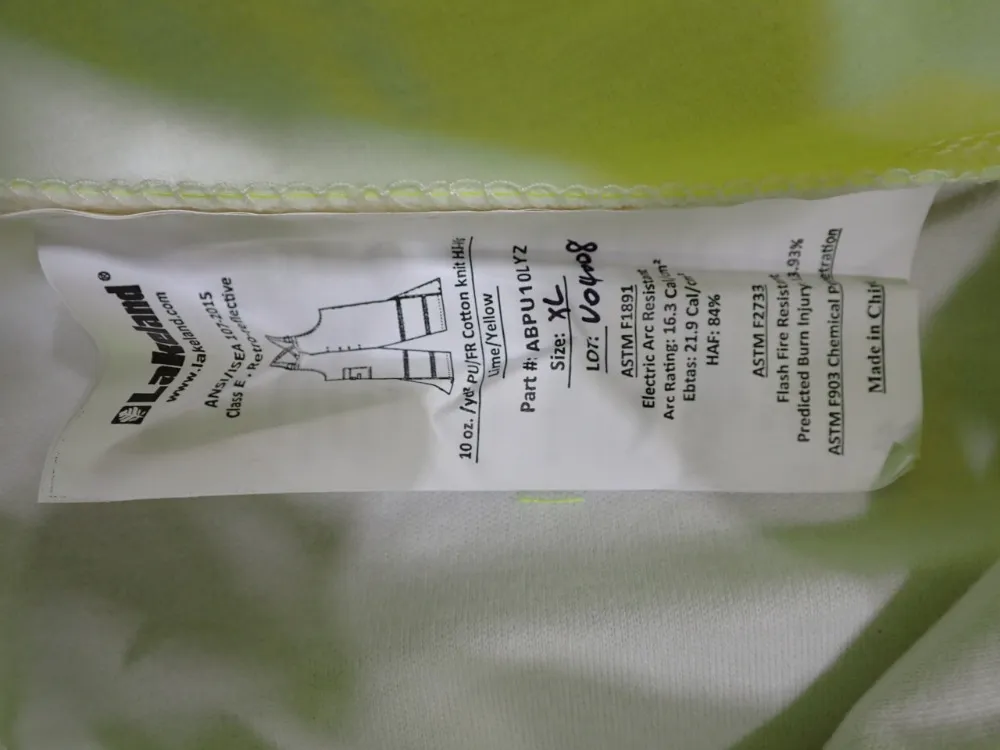 Lakeland®
www.lakeland.com
ANSI/ISEA 107-2015
Class E
10 oz. /yd² PU/FR Cotton knit
Lime/Yellow
Part #: ABPU10LYZ
Size: XL
LOT:
ASTM F1891
Electric Arc Resistant
Arc Rating: 16.3 Cal/cm²
Ebtas: 21.9
HAF: 84%
ASTM F2733
Flash Fire Resistant
Predicted Burn Injury
ASTM F903 Chemical
Made in